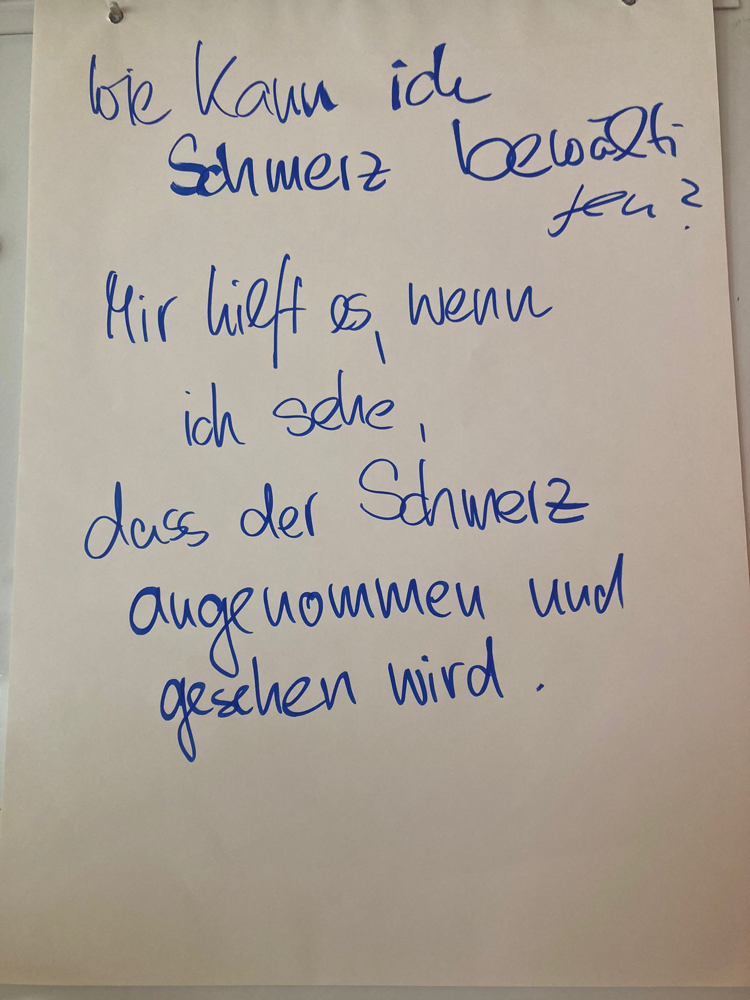 Wie kann ich
Schmerz bewälti
gen?
Mir hilft es, wenn
ich sehe,
dass der Schmerz
angenommen und
gesehen wird.